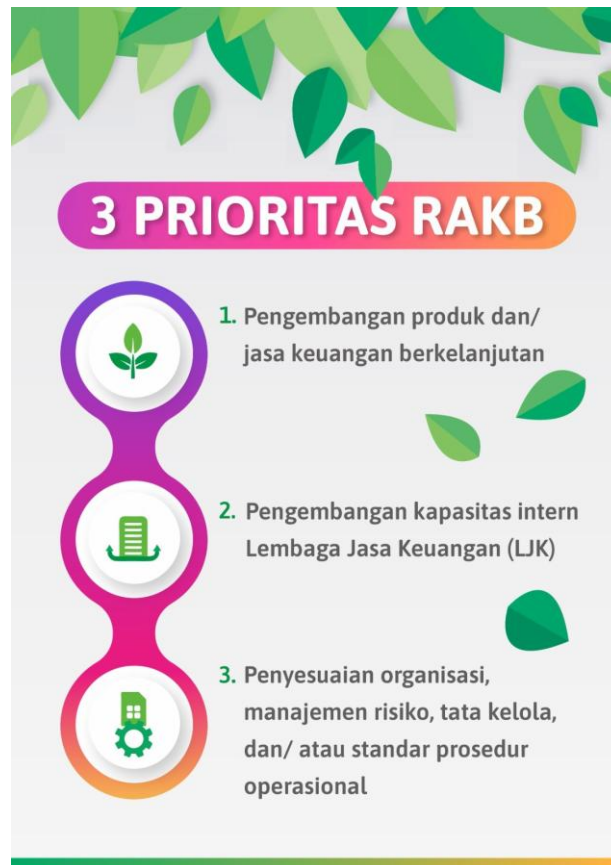 3 PRIORITAS RAKB
1. Pengembangan produk dan/
jasa keuangan berkelanjutan
2. Pengembangan kapasitas intern
Lembaga Jasa Keuangan (LJK)
3. Penyesuaian organisasi,
manajemen risiko, tata kelola,
dan/ atau standar prosedur
operasional